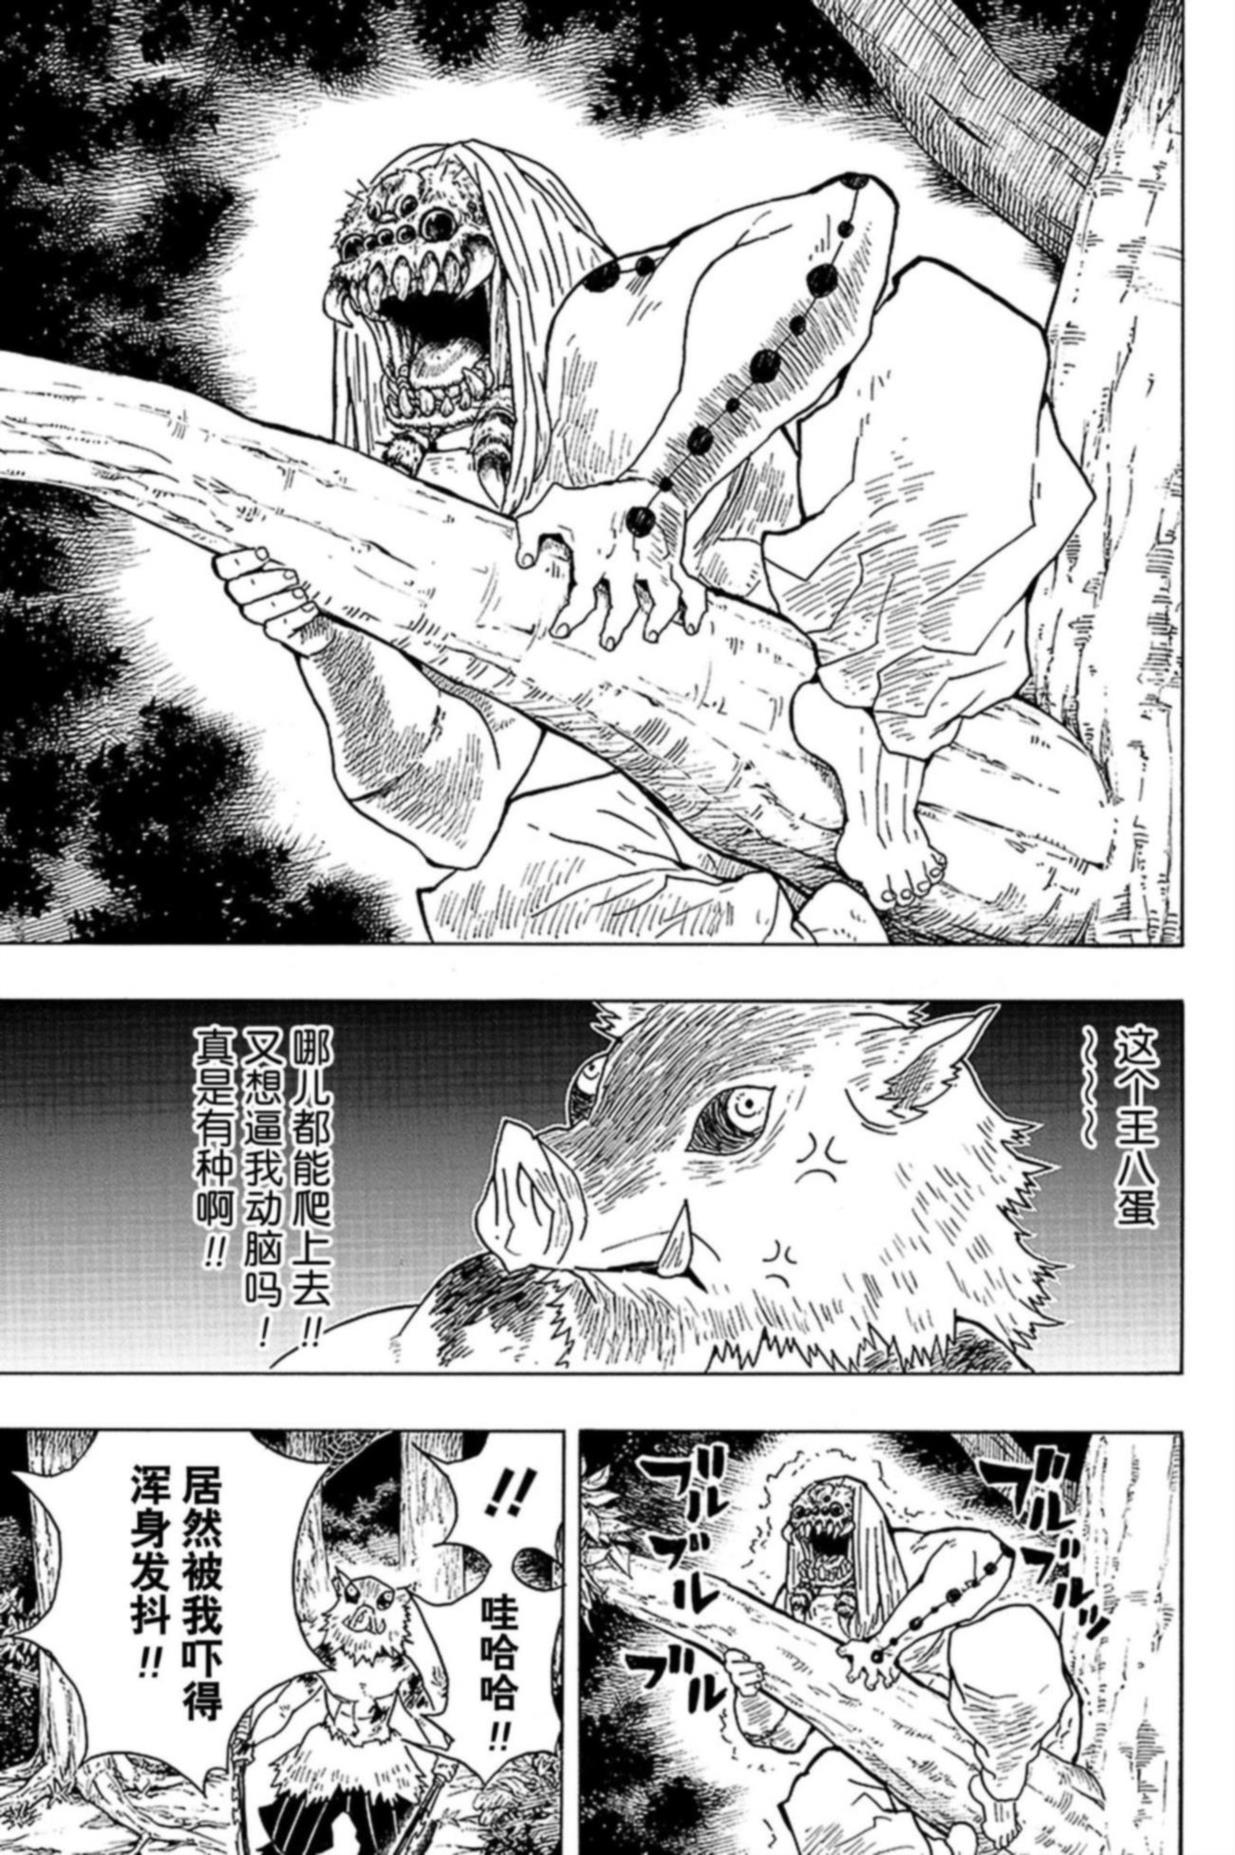 这个王八蛋
～～～～
哪儿都能爬上去!!
又想逼我动脑吗！
真是有种啊!!
ブル
ブルッ
ブル
ブル
ブル
!!
哇哈哈!!
居然被我吓得
浑身发抖!!